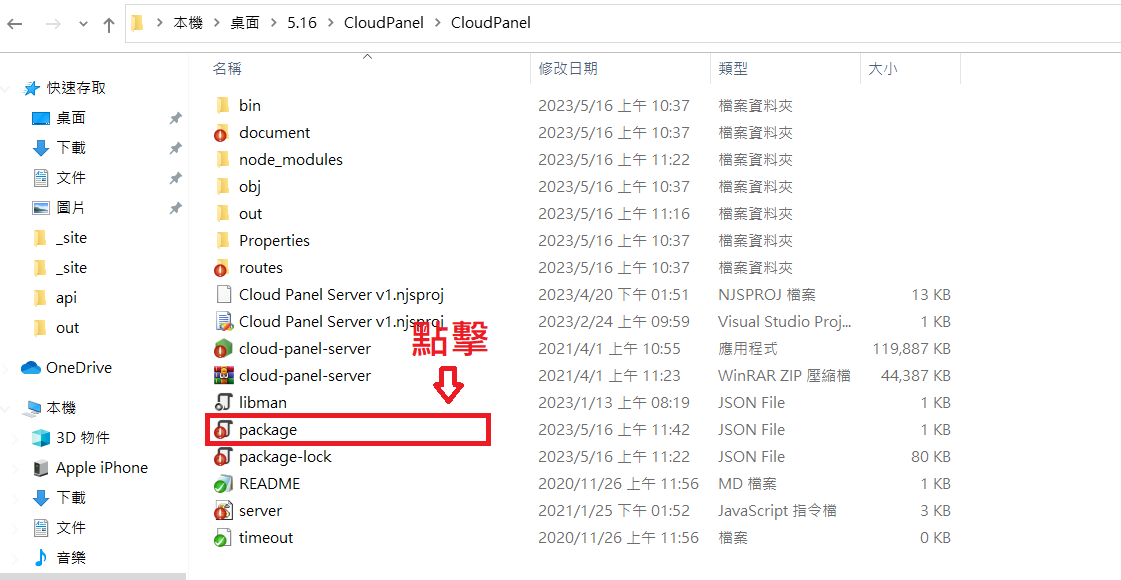 本機 > 桌面 > 5.16 > CloudPanel > CloudPanel
名稱 修改日期 類型 大小
快速存取
桌面
下載
文件
圖片
_site
_site
api
out
OneDrive
本機
3D 物件
Apple iPhone
下載
文件
音樂
bin 2023/5/16 上午 10:37 檔案資料夾
document 2023/5/16 上午 10:37 檔案資料夾
node_modules 2023/5/16 上午 11:22 檔案資料夾
obj 2023/5/16 上午 10:37 檔案資料夾
out 2023/5/16 上午 11:16 檔案資料夾
Properties 2023/5/16 上午 10:37 檔案資料夾
routes 2023/5/16 上午 10:37 檔案資料夾
Cloud Panel Server v1.njsproj 2023/4/20 下午 01:51 NJSPROJ 檔案 13 KB
Cloud Panel Server v1.njsproj 2023/2/24 上午 09:59 Visual Studio Proj... 1 KB
點擊
cloud-panel-server 2021/4/1 上午 10:55 應用程式 119,887 KB
cloud-panel-server 2021/4/1 上午 11:23 WinRAR ZIP 壓縮檔 44,387 KB
libman 2023/1/13 上午 08:19 JSON File 1 KB
package 2023/5/16 上午 11:42 JSON File 1 KB
package-lock 2023/5/16 上午 11:22 JSON File 80 KB
README 2020/11/26 上午 11:56 MD 檔案 1 KB
server 2021/1/25 下午 01:52 JavaScript 指令檔 3 KB
timeout 2020/11/26 上午 11:56 檔案 0 KB